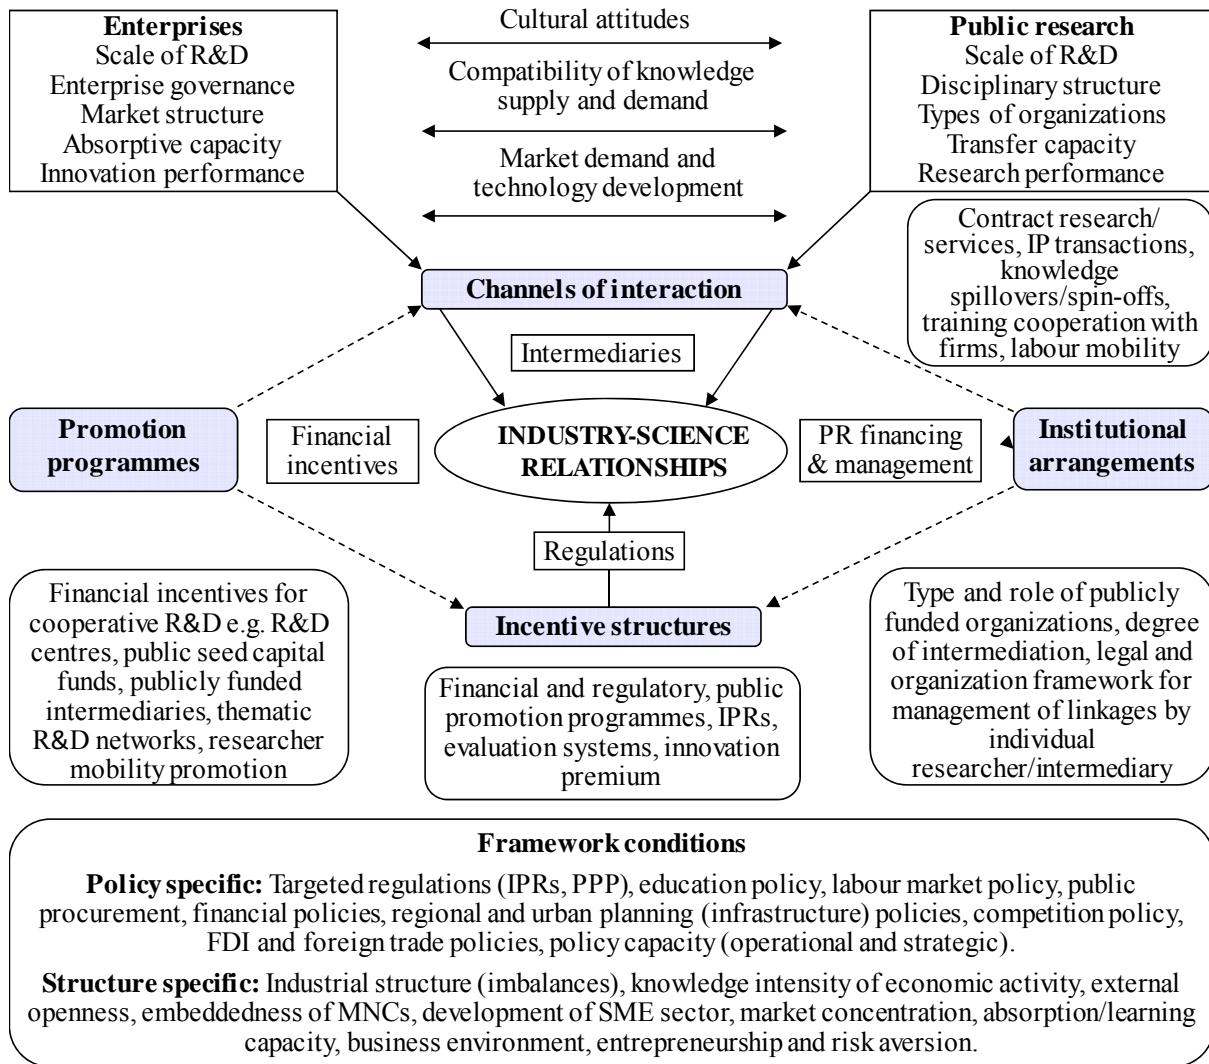 Enterprises
Scale of R&D
Enterprise governance
Market structure
Absorptive capacity
Innovation performance
Cultural attitudes
Compatibility of knowledge
supply and demand
Market demand and
technology development
Public research
Scale of R&D
Disciplinary structure
Types of organizations
Transfer capacity
Research performance
Contract research/
services, IP transactions,
knowledge
spillovers/spin-offs,
training cooperation with
firms, labour mobility
Channels of interaction
Intermediaries
Promotion
programmes
Financial
incentives
INDUSTRY-SCIENCE
RELATIONSHIPS
PR financing
& management
Institutional
arrangements
Regulations
Incentive structures
Financial incentives for
cooperative R&D e.g. R&D
centres, public seed capital
funds, publicly funded
intermediaries, thematic
R&D networks, researcher
mobility promotion
Financial and regulatory, public
promotion programmes, IPRs,
evaluation systems, innovation
premium
Type and role of publicly
funded organizations, degree
of intermediation, legal and
organization framework for
management of linkages by
individual
researcher/intermediary
Framework conditions
Policy specific: Targeted regulations (IPRs, PPP), education policy, labour market policy, public
procurement, financial policies, regional and urban planning (infrastructure) policies, competition policy,
FDI and foreign trade policies, policy capacity (operational and strategic).
Structure specific: Industrial structure (imbalances), knowledge intensity of economic activity, external
openness, embeddedness of MNCs, development of SME sector, market concentration, absorption/learning
capacity, business environment, entrepreneurship and risk aversion.